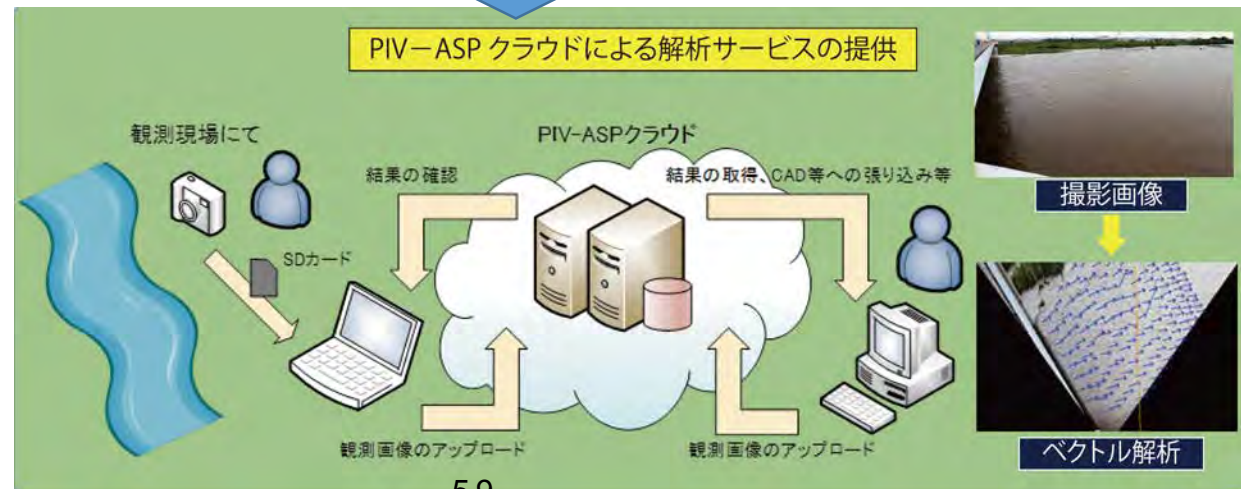 PIV－ASP クラウドによる解析サービスの提供
観測現場にて
PIV-ASPクラウド
結果の確認
結果の取得、CAD等への張り込み等
撮影画像
SDカード
観測画像のアップロード
観測画像のアップロード
ベクトル解析
59